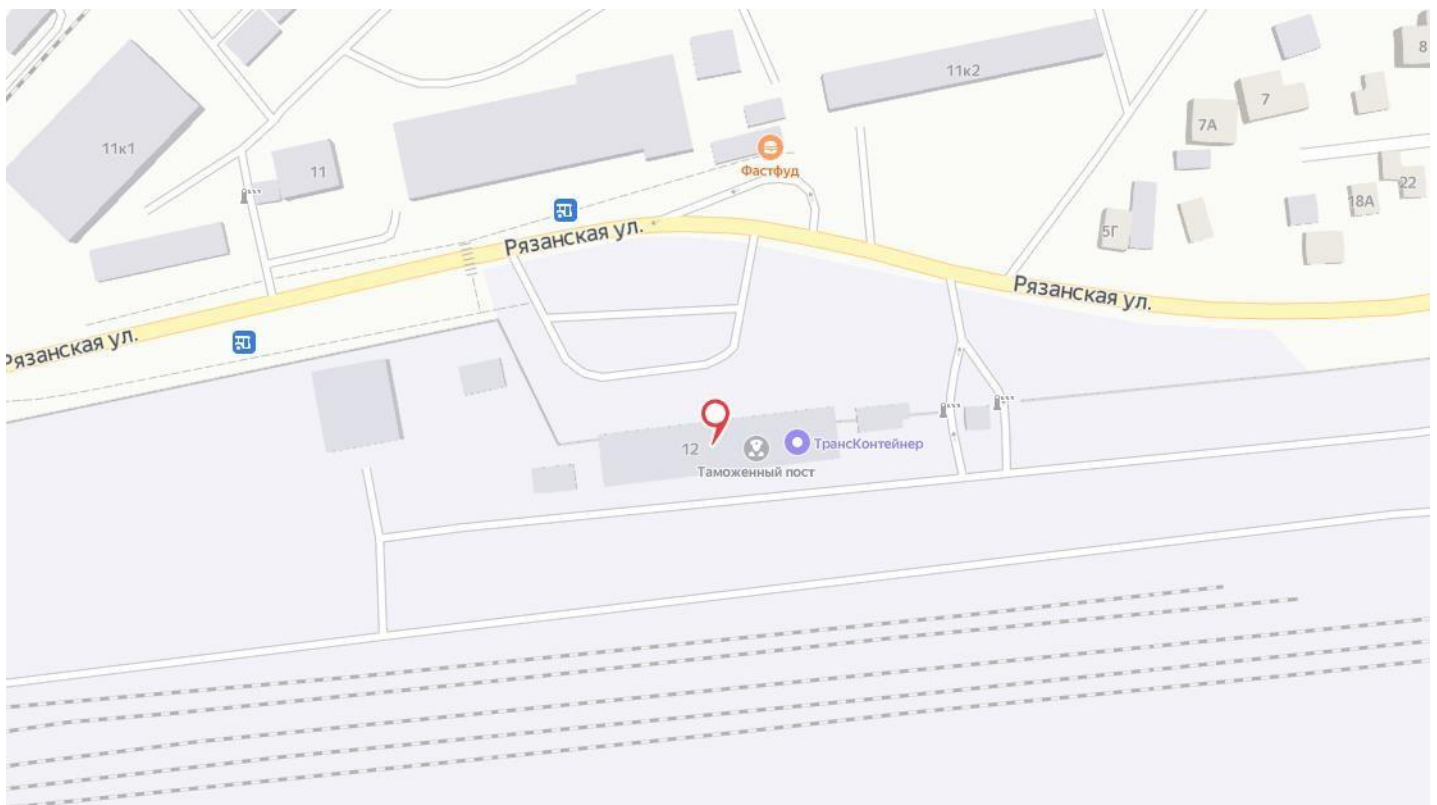 8
11к2
7
7А
11к1
11
Фастфуд
22
18А
5Г
Рязанская ул.
Рязанская ул.
Рязанская ул.
12
ТрансКонтейнер
Таможенный пост